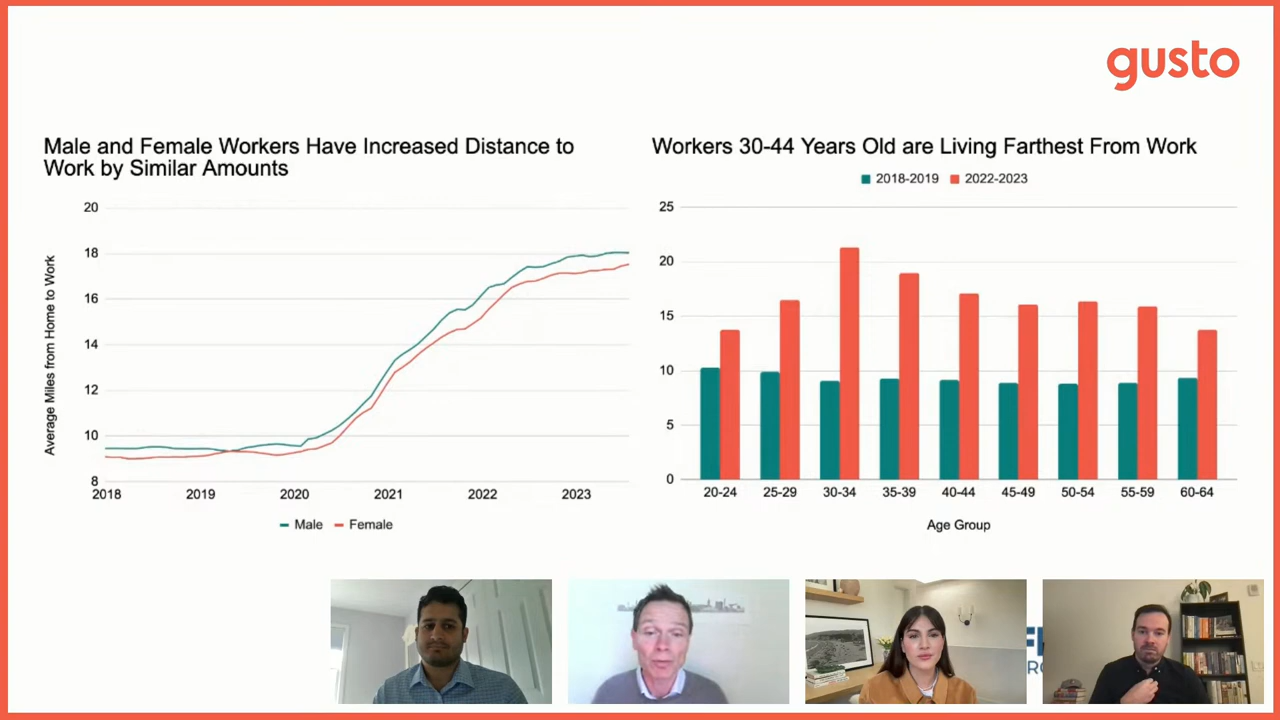 gusto
Male and Female Workers Have Increased Distance to
Work by Similar Amounts
Average Miles from Home to Work
20
18
16
14
12
10
8
2018 2019 2020 2021 2022 2023
Male Female
Workers 30-44 Years Old are Living Farthest From Work
2018-2019 2022-2023
25
20
15
10
5
0
20-24 25-29 30-34 35-39 40-44 45-49 50-54 55-59 60-64
Age Group